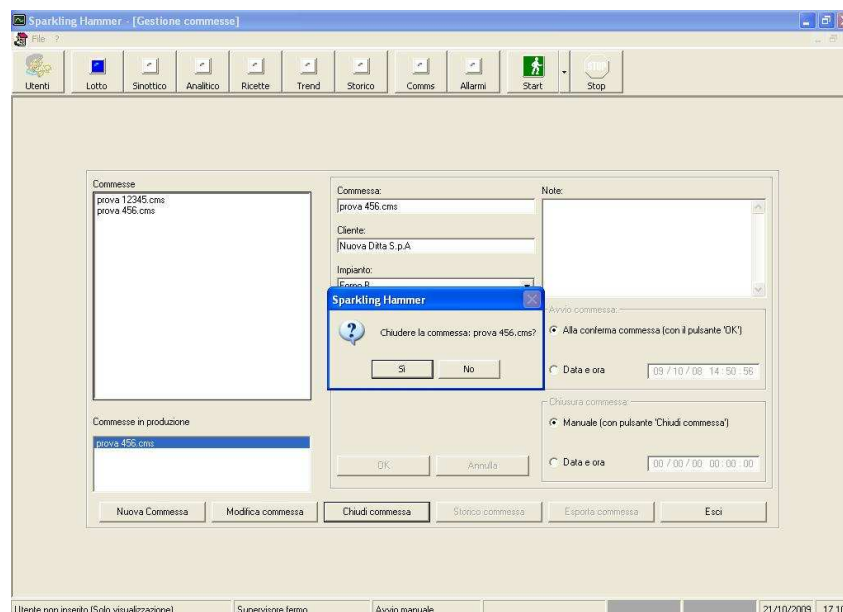 Sparkling Hammer - [Gestione commesse]
File ?
Utenti Lotto Sinottico Analitico Ricette Trend Storico Comms Allarmi Start STOP Stop
Commesse
prova 12345.cms
prova 456.cms
Commesse in produzione
prova 456.cms
Commessa:
prova 456.cms
Cliente:
Nuova Ditta S.p.A
Impianto:
Forno B
Note:
Sparkling Hammer
Chiudere la commessa: prova 456.cms?
Sì No
Avvio commessa:
Alla conferma commessa (con il pulsante 'OK')
Data e ora 09 / 10 / 08 14 : 50 : 56
Chiusura commessa:
Manuale (con pulsante 'Chiudi commessa')
Data e ora 00 / 00 / 00 00 : 00 : 00
OK Annulla
Nuova Commessa Modifica commessa Chiudi commessa Storico commessa Esporta commessa Esci
Utente non inserito (Solo visualizzazione) Supervisore fermo Avvio manuale 21/10/2009 17.10